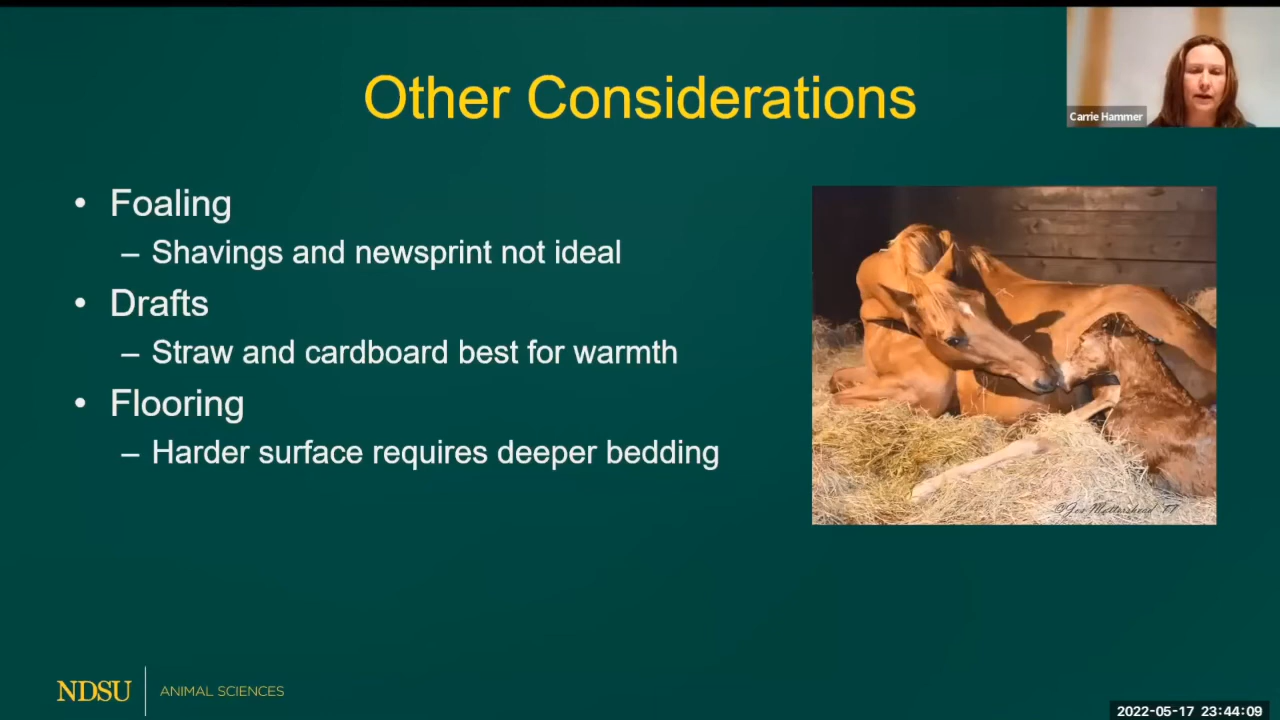 Other Considerations
Carrie Hammer
• Foaling
– Shavings and newsprint not ideal
• Drafts
– Straw and cardboard best for warmth
• Flooring
– Harder surface requires deeper bedding
NDSU
ANIMAL SCIENCES
2022-05-17 23:44:09